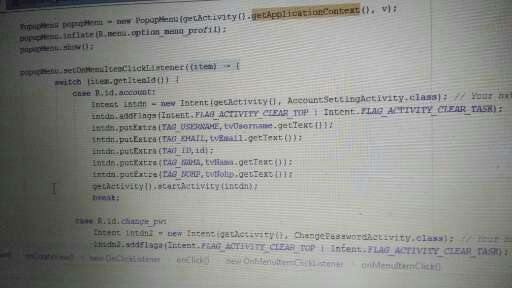 PopupMenu popupMenu = new PopupMenu(getActivity().getApplicationContext(), v);
popupMenu.inflate(R.menu.option_menu_profil);
popupMenu.show();
popupMenu.setOnMenuItemClickListener((item) → {
switch (item.getItemId()) {
case R.id.account:
Intent intdn = new Intent(getActivity(), AccountSettingActivity.class); // Your
intdn.addFlags(Intent.FLAG_ACTIVITY_CLEAR_TOP | Intent.FLAG_ACTIVITY_CLEAR_TASK);
intdn.putExtra(TAG_USERNAME,tvUsername.getText());
intdn.putExtra(TAG_EMAIL,tvEmail.getText());
intdn.putExtra(TAG_ID,id);
intdn.putExtra(TAG_NAMA,tvNama.getText());
intdn.putExtra(TAG_NOHP,tvNohp.getText());
getActivity().startActivity(intdn);
break;
case R.id.change_pw:
Intent intdn2 = new Intent(getActivity(), ChangePasswordActivity.class); // Your
intdn2.addFlags(Intent.FLAG_ACTIVITY_CLEAR_TOP | Intent.FLAG_ACTIVITY_CLEAR_TASK);
onCreateView() new OnClickListener onClick() new OnMenuItemClickListener onMenuItemClick()